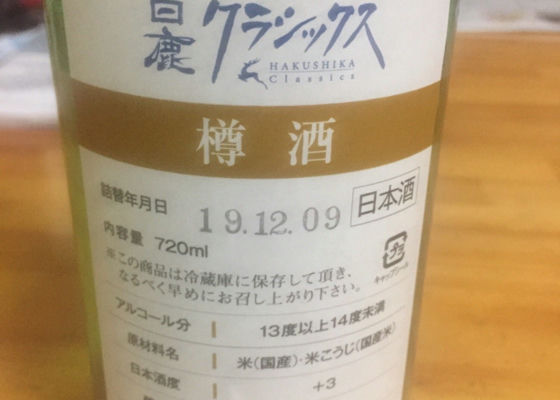 白鹿 クラシックス
HAKUSHIKA
Classics
樽酒
詰替年月日 19.12.09 日本酒
内容量 720ml
※この商品は冷蔵庫に保存して頂き、
なるべく早めにお召し上がり下さい。
キャップシール
アルコール分 13度以上14度未満
原材料名 米(国産)・米こうじ(国産米)
日本酒度 +3